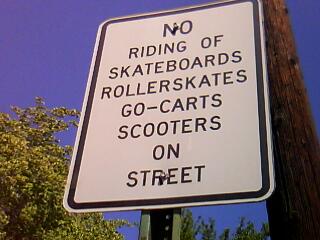 NO
RIDING OF
SKATEBOARDS
ROLLERSKATES
GO-CARTS
SCOOTERS
ON
STREET